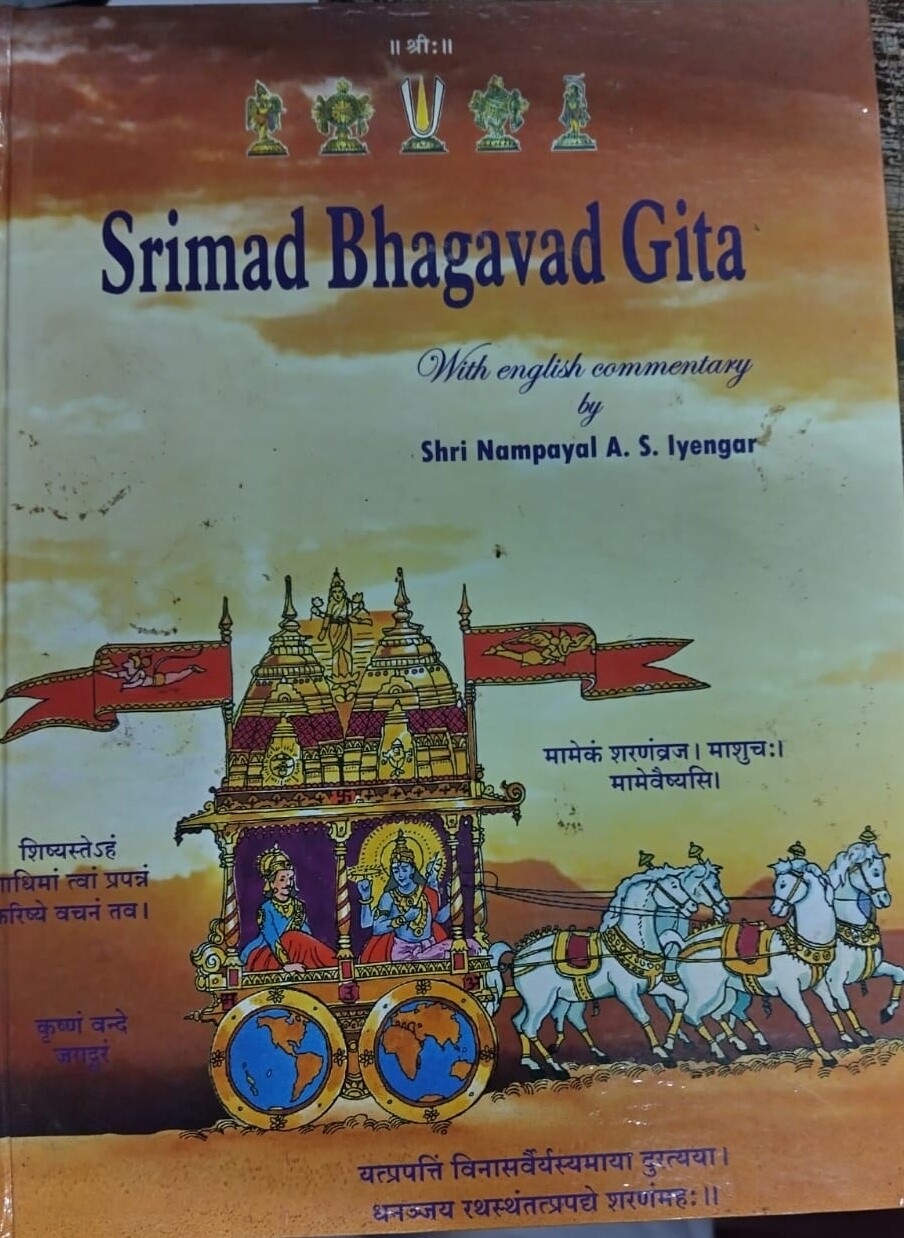 ॥ श्री:॥
Srimad Bhagavad Gita
With english commentary
by
Shri Nampayal A. S. Iyengar
मामेकं शरणंव्रज। माशुच:।
मामेवैष्यसि।
शिष्यस्तेऽहं
ाधिमां त्वां प्रपन्नं
करिष्ये वचनं तव।
कृष्णं वन्दे
जगद्गुरुं
म उ अ
यत्प्रपत्तिं विनासर्वैर्यस्यमाया दुरत्यया।
धनञ्जय रथस्थंतत्प्रपद्ये शरणंमह:॥